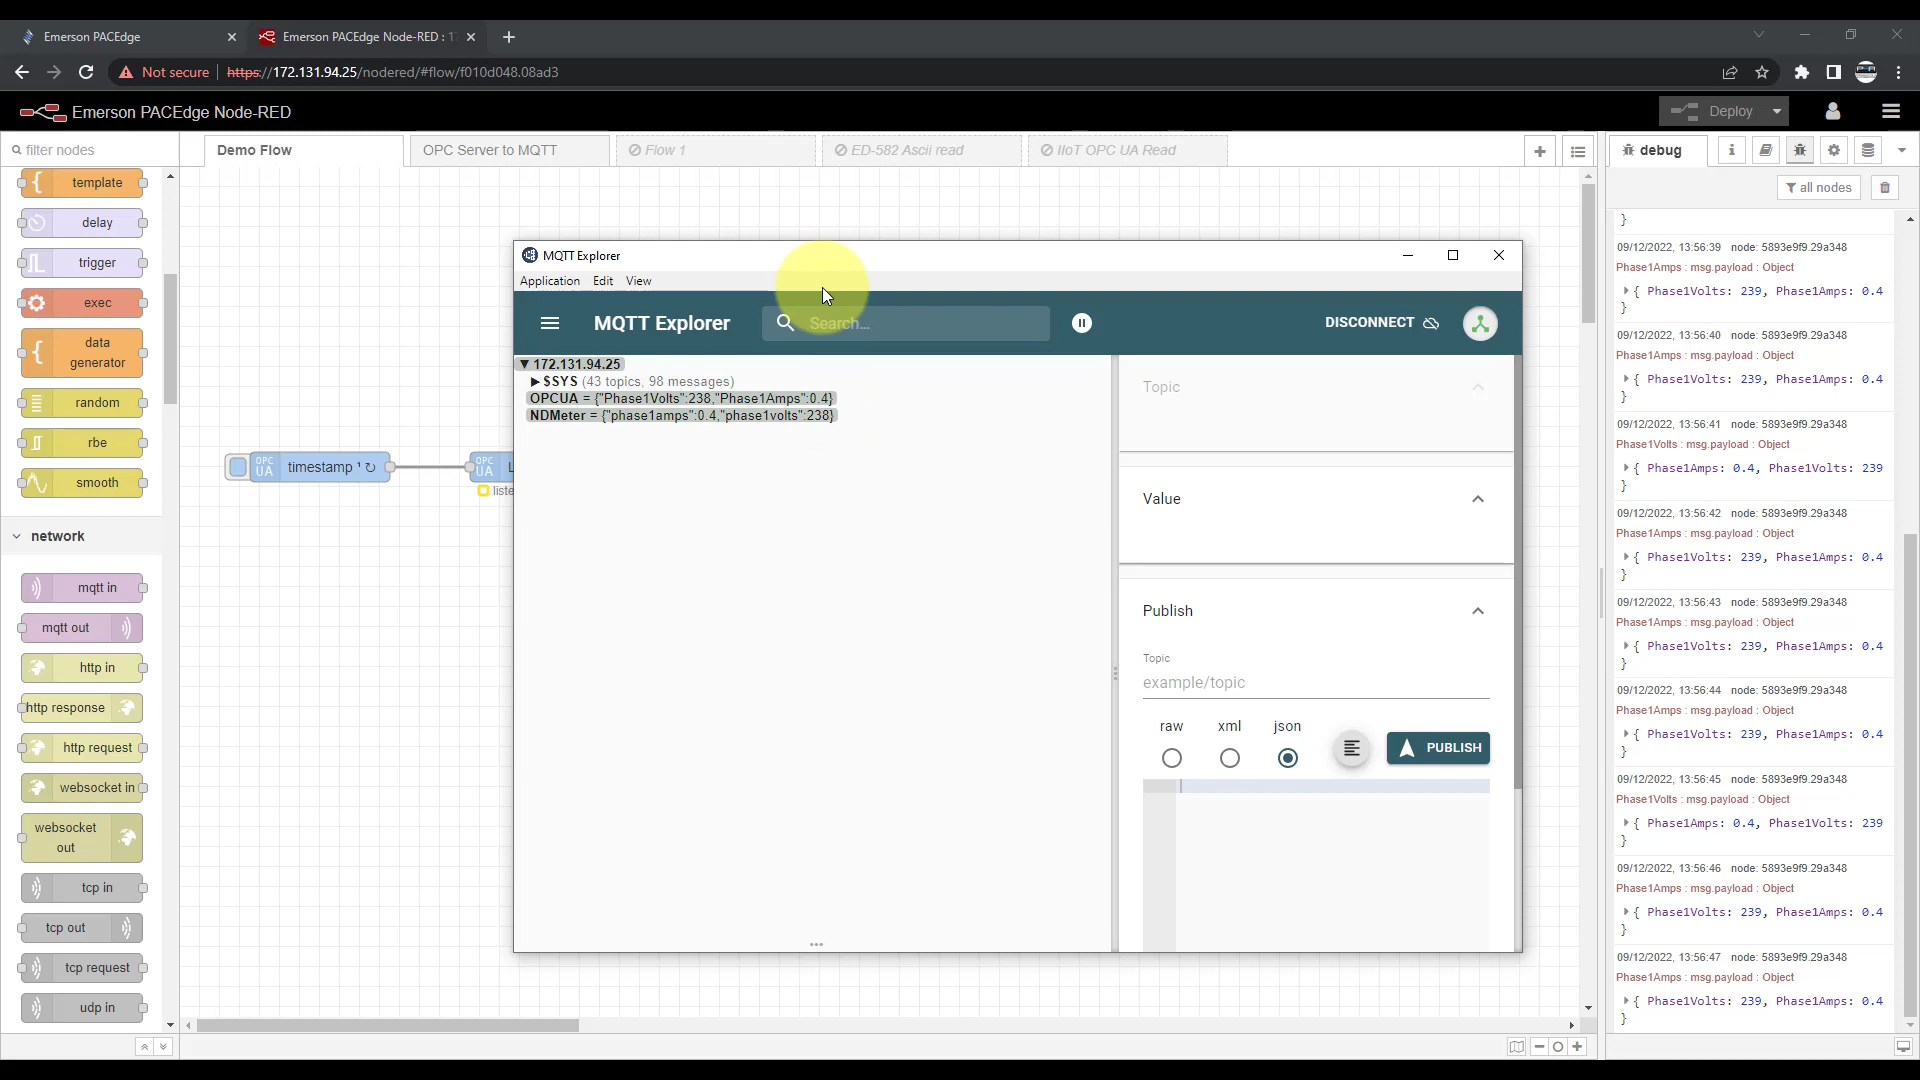 Emerson PACEdge
Emerson PACEdge Node-RED : 17
Not secure
https://172.131.94.25/nodered/#flow/f010d048.08ad3
Emerson PACEdge Node-RED
Deploy
filter nodes
template
delay
trigger
exec
data
generator
random
rbe
smooth
network
mqtt in
mqtt out
http in
http response
http request
websocket in
websocket
out
tcp in
tcp out
tcp request
udp in
Demo Flow
OPC Server to MQTT
Flow 1
ED-582 Ascii read
IIoT OPC UA Read
OPC
UA
timestamp ¹ ↻
OPC
UA
L
liste
MQTT Explorer
Application Edit View
MQTT Explorer
Search...
DISCONNECT
▼ 172.131.94.25
▶ $SYS (43 topics, 98 messages)
OPCUA = {"Phase1Volts":238,"Phase1Amps":0.4}
NDMeter = {"phase1amps":0.4,"phase1volts":238}
Topic
Value
Publish
Topic
example/topic
raw xml json
PUBLISH
debug
i
all nodes
}
09/12/2022, 13:56:39 node: 5893e9f9.29a348
Phase1Amps : msg.payload : Object
{ Phase1Volts: 239, Phase1Amps: 0.4
}
09/12/2022, 13:56:40 node: 5893e9f9.29a348
Phase1Amps : msg.payload : Object
{ Phase1Volts: 239, Phase1Amps: 0.4
}
09/12/2022, 13:56:41 node: 5893e9f9.29a348
Phase1Volts : msg.payload : Object
{ Phase1Amps: 0.4, Phase1Volts: 239
}
09/12/2022, 13:56:42 node: 5893e9f9.29a348
Phase1Amps : msg.payload : Object
{ Phase1Volts: 239, Phase1Amps: 0.4
}
09/12/2022, 13:56:43 node: 5893e9f9.29a348
Phase1Amps : msg.payload : Object
{ Phase1Volts: 239, Phase1Amps: 0.4
}
09/12/2022, 13:56:44 node: 5893e9f9.29a348
Phase1Amps : msg.payload : Object
{ Phase1Volts: 239, Phase1Amps: 0.4
}
09/12/2022, 13:56:45 node: 5893e9f9.29a348
Phase1Volts : msg.payload : Object
{ Phase1Amps: 0.4, Phase1Volts: 239
}
09/12/2022, 13:56:46 node: 5893e9f9.29a348
Phase1Amps : msg.payload : Object
{ Phase1Volts: 239, Phase1Amps: 0.4
}
09/12/2022, 13:56:47 node: 5893e9f9.29a348
Phase1Amps : msg.payload : Object
{ Phase1Volts: 239, Phase1Amps: 0.4
}